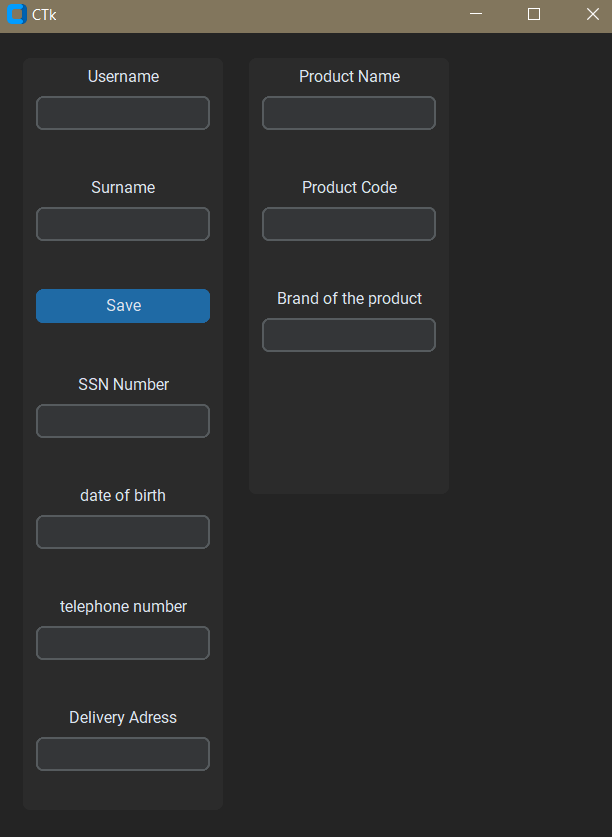 CTk
Username
Surname
Save
SSN Number
date of birth
telephone number
Delivery Adress
Product Name
Product Code
Brand of the product